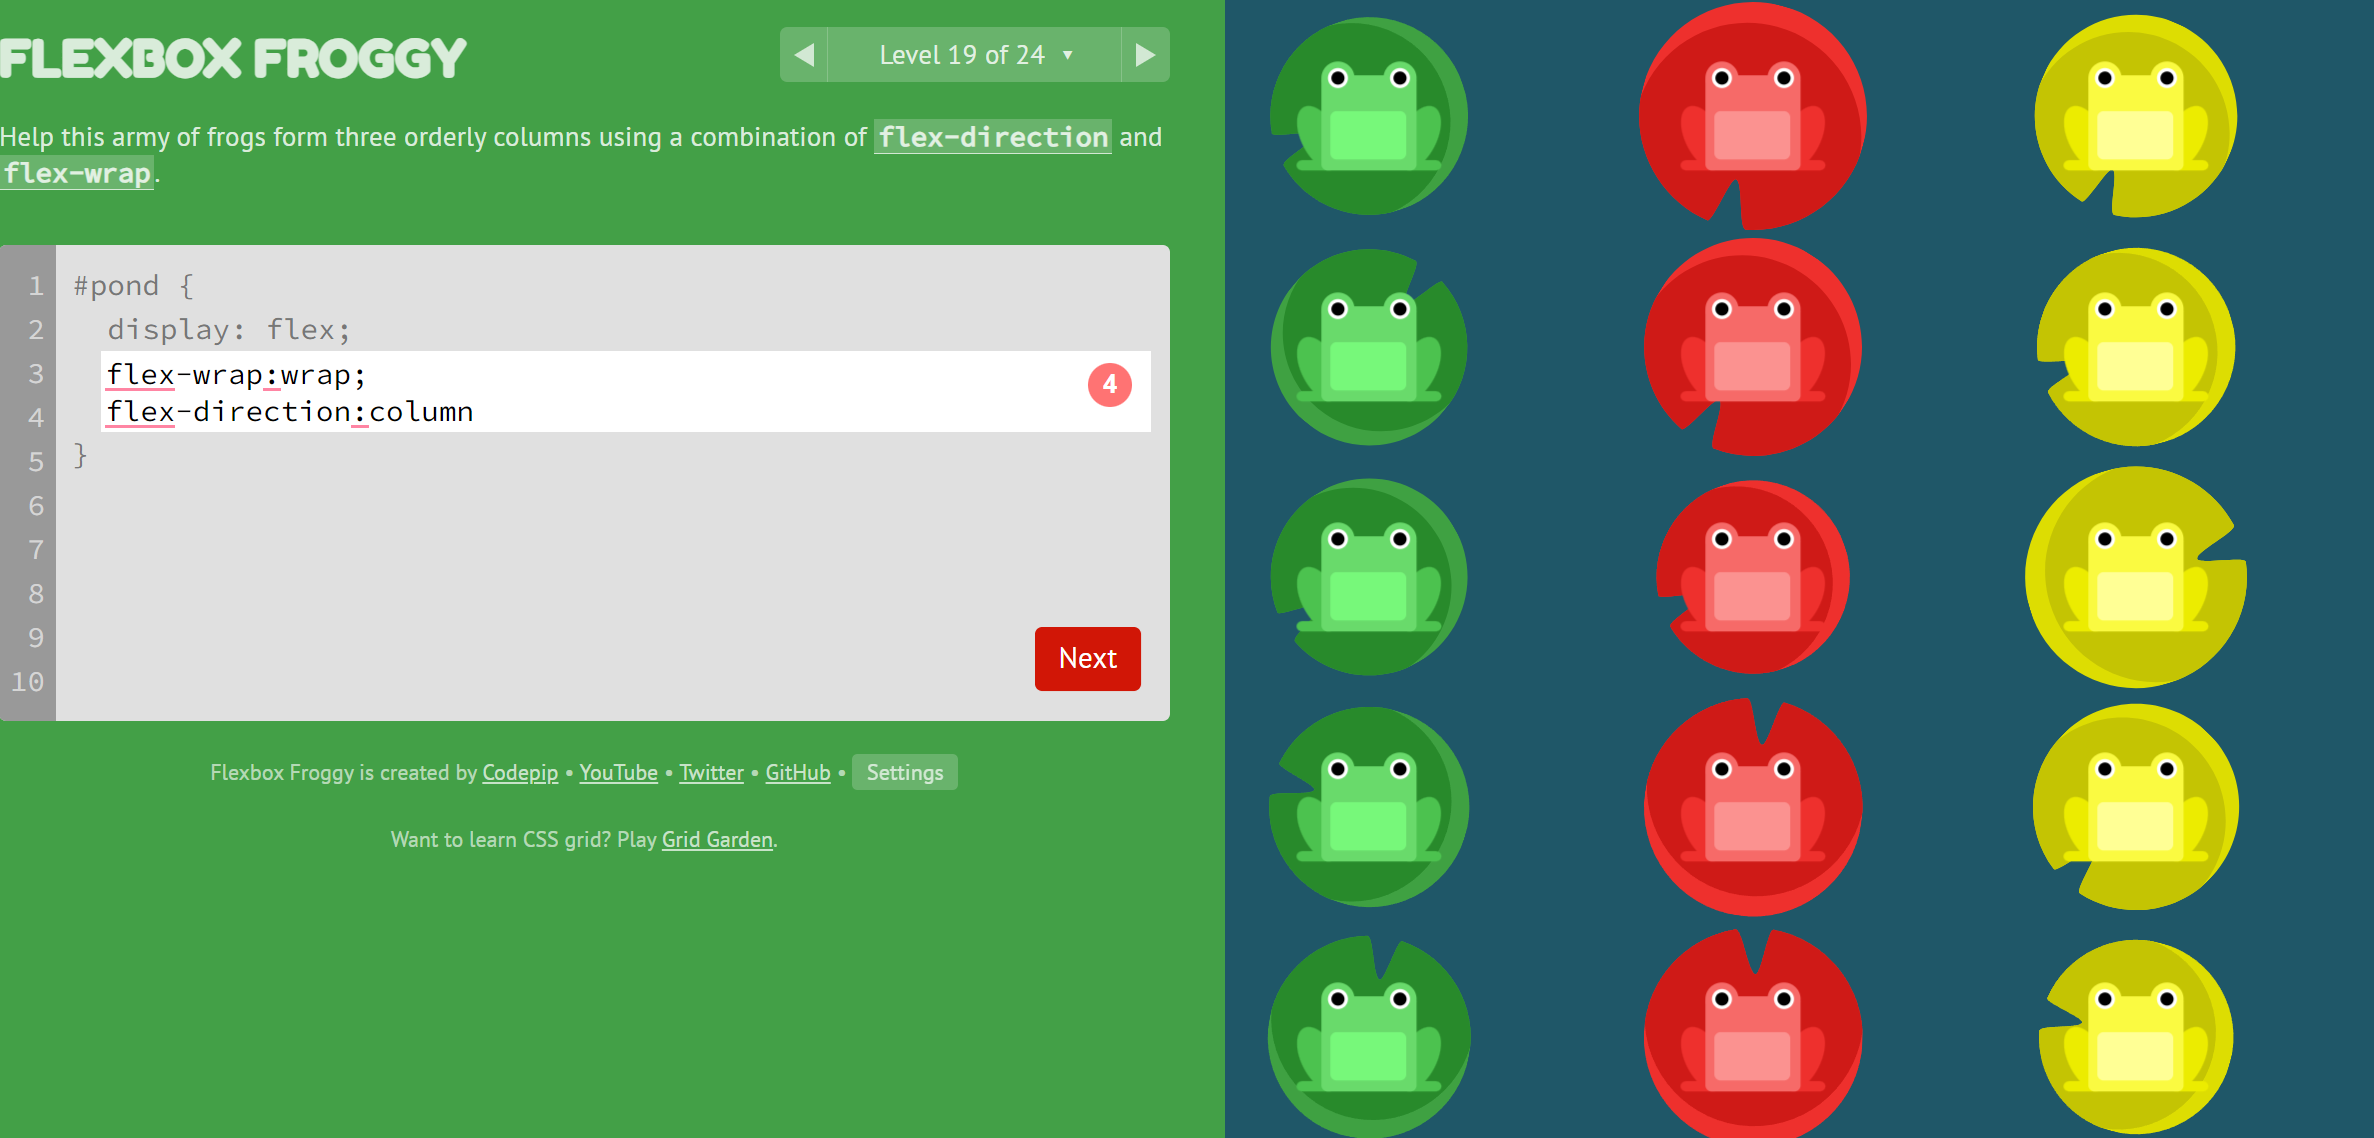 FLEXBOX FROGGY
Level 19 of 24 ▼
Help this army of frogs form three orderly columns using a combination of flex-direction and
flex-wrap.
1 #pond {
2 display: flex;
3 flex-wrap:wrap;
4
4 flex-direction:column
5 }
6
7
8
9
10
Next
Flexbox Froggy is created by Codepip • YouTube • Twitter • GitHub • Settings
Want to learn CSS grid? Play Grid Garden.